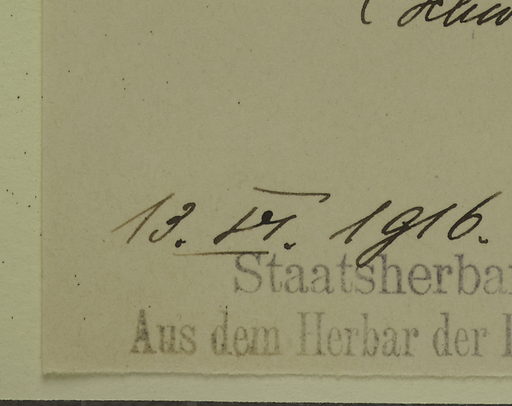 13. VI. 1916.
Staatsherba
Aus dem Herbar der